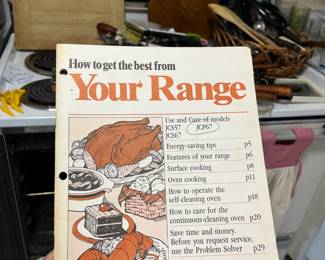 How to get the best from
Your Range
Use and Care of models
JGS57 JGP67
JGS67
Energy-saving tips p5
Features of your range p6
Surface cooking p8
Oven cooking p11
How to operate the
self-cleaning oven p18
How to care for the
continuous-cleaning oven p20
Save time and money.
Before you request service,
use the Problem Solver p29